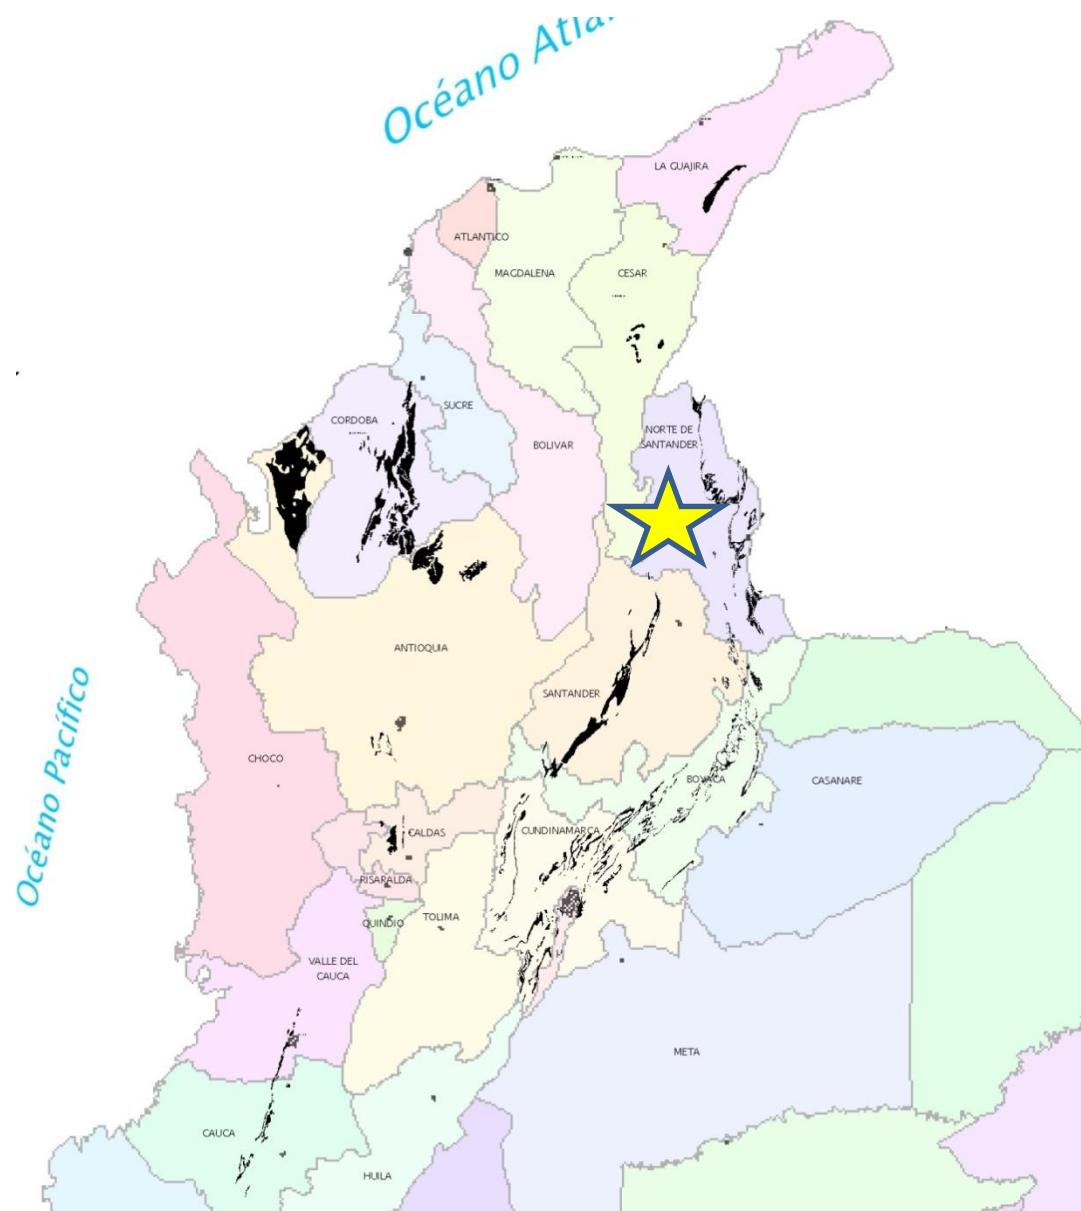 Océano Atla
LA GUAJIRA
ATLANTICO
MAGDALENA
CESAR
SUCRE
CORDOBA
BOLIVAR
NORTE DE
SANTANDER
ANTIOQUIA
SANTANDER
Océano Pacífico
CHOCO
BOYACA
CASANARE
CALDAS
CUNDINAMARCA
RISARALDA
QUINDIO
TOLIMA
VALLE DEL
CAUCA
META
CAUCA
HUILA